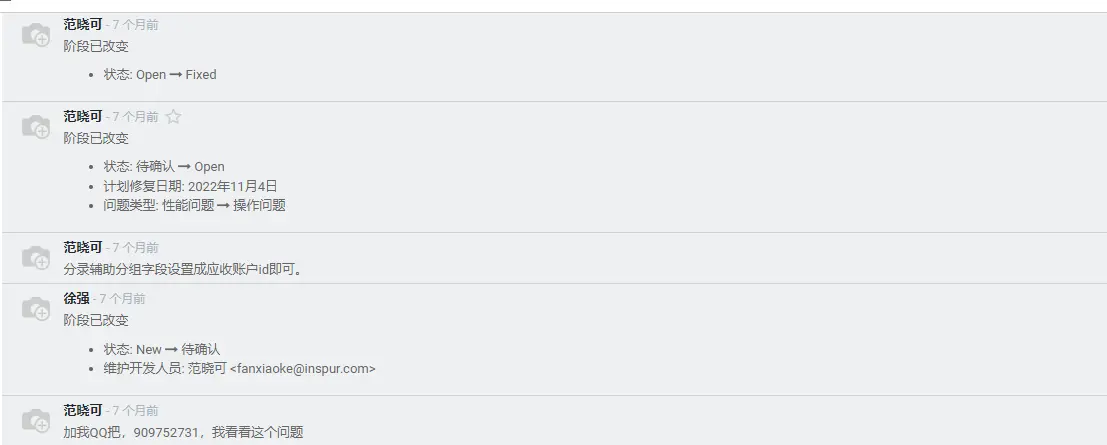 范晓可 - 7 个月前
阶段已改变
• 状态: Open → Fixed
范晓可 - 7 个月前
阶段已改变
• 状态: 待确认 → Open
• 计划修复日期: 2022年11月4日
• 问题类型: 性能问题 → 操作问题
范晓可 - 7 个月前
分录辅助分组字段设置成应收账户id即可。
徐强 - 7 个月前
阶段已改变
• 状态: New → 待确认
• 维护开发人员: 范晓可 <fanxiaoke@inspur.com>
范晓可 - 7 个月前
加我QQ把，909752731，我看看这个问题